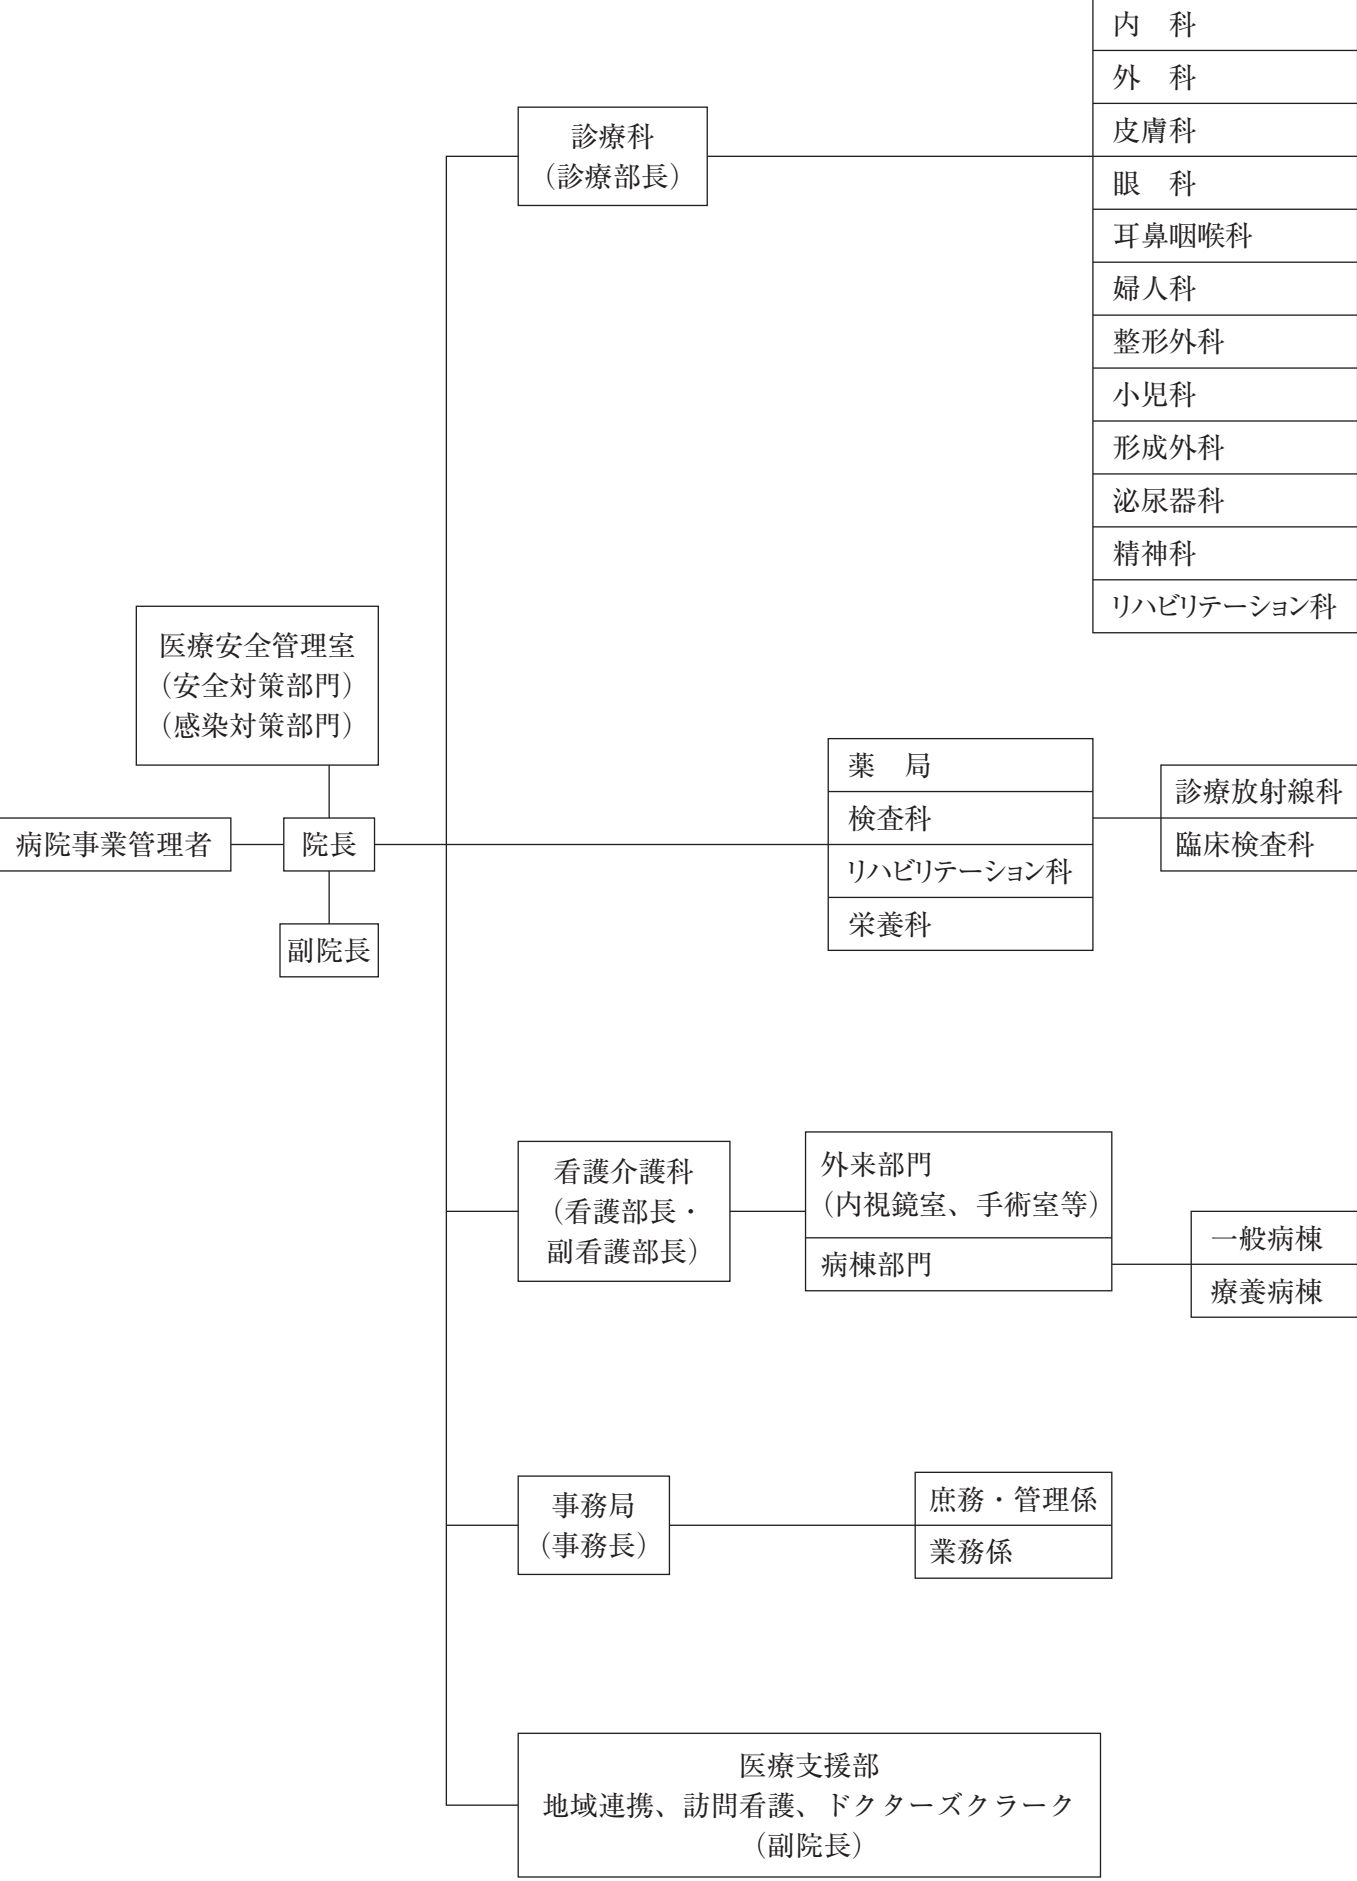 内　科
外　科
皮膚科
診療科
（診療部長）
眼　科
耳鼻咽喉科
婦人科
整形外科
小児科
形成外科
泌尿器科
精神科
リハビリテーション科
医療安全管理室
（安全対策部門）
（感染対策部門）
病院事業管理者
院長
副院長
薬　局
検査科
リハビリテーション科
栄養科
診療放射線科
臨床検査科
看護介護科
（看護部長・
副看護部長）
外来部門
（内視鏡室、手術室等）
病棟部門
一般病棟
療養病棟
事務局
（事務長）
庶務・管理係
業務係
医療支援部
地域連携、訪問看護、ドクターズクラーク
（副院長）